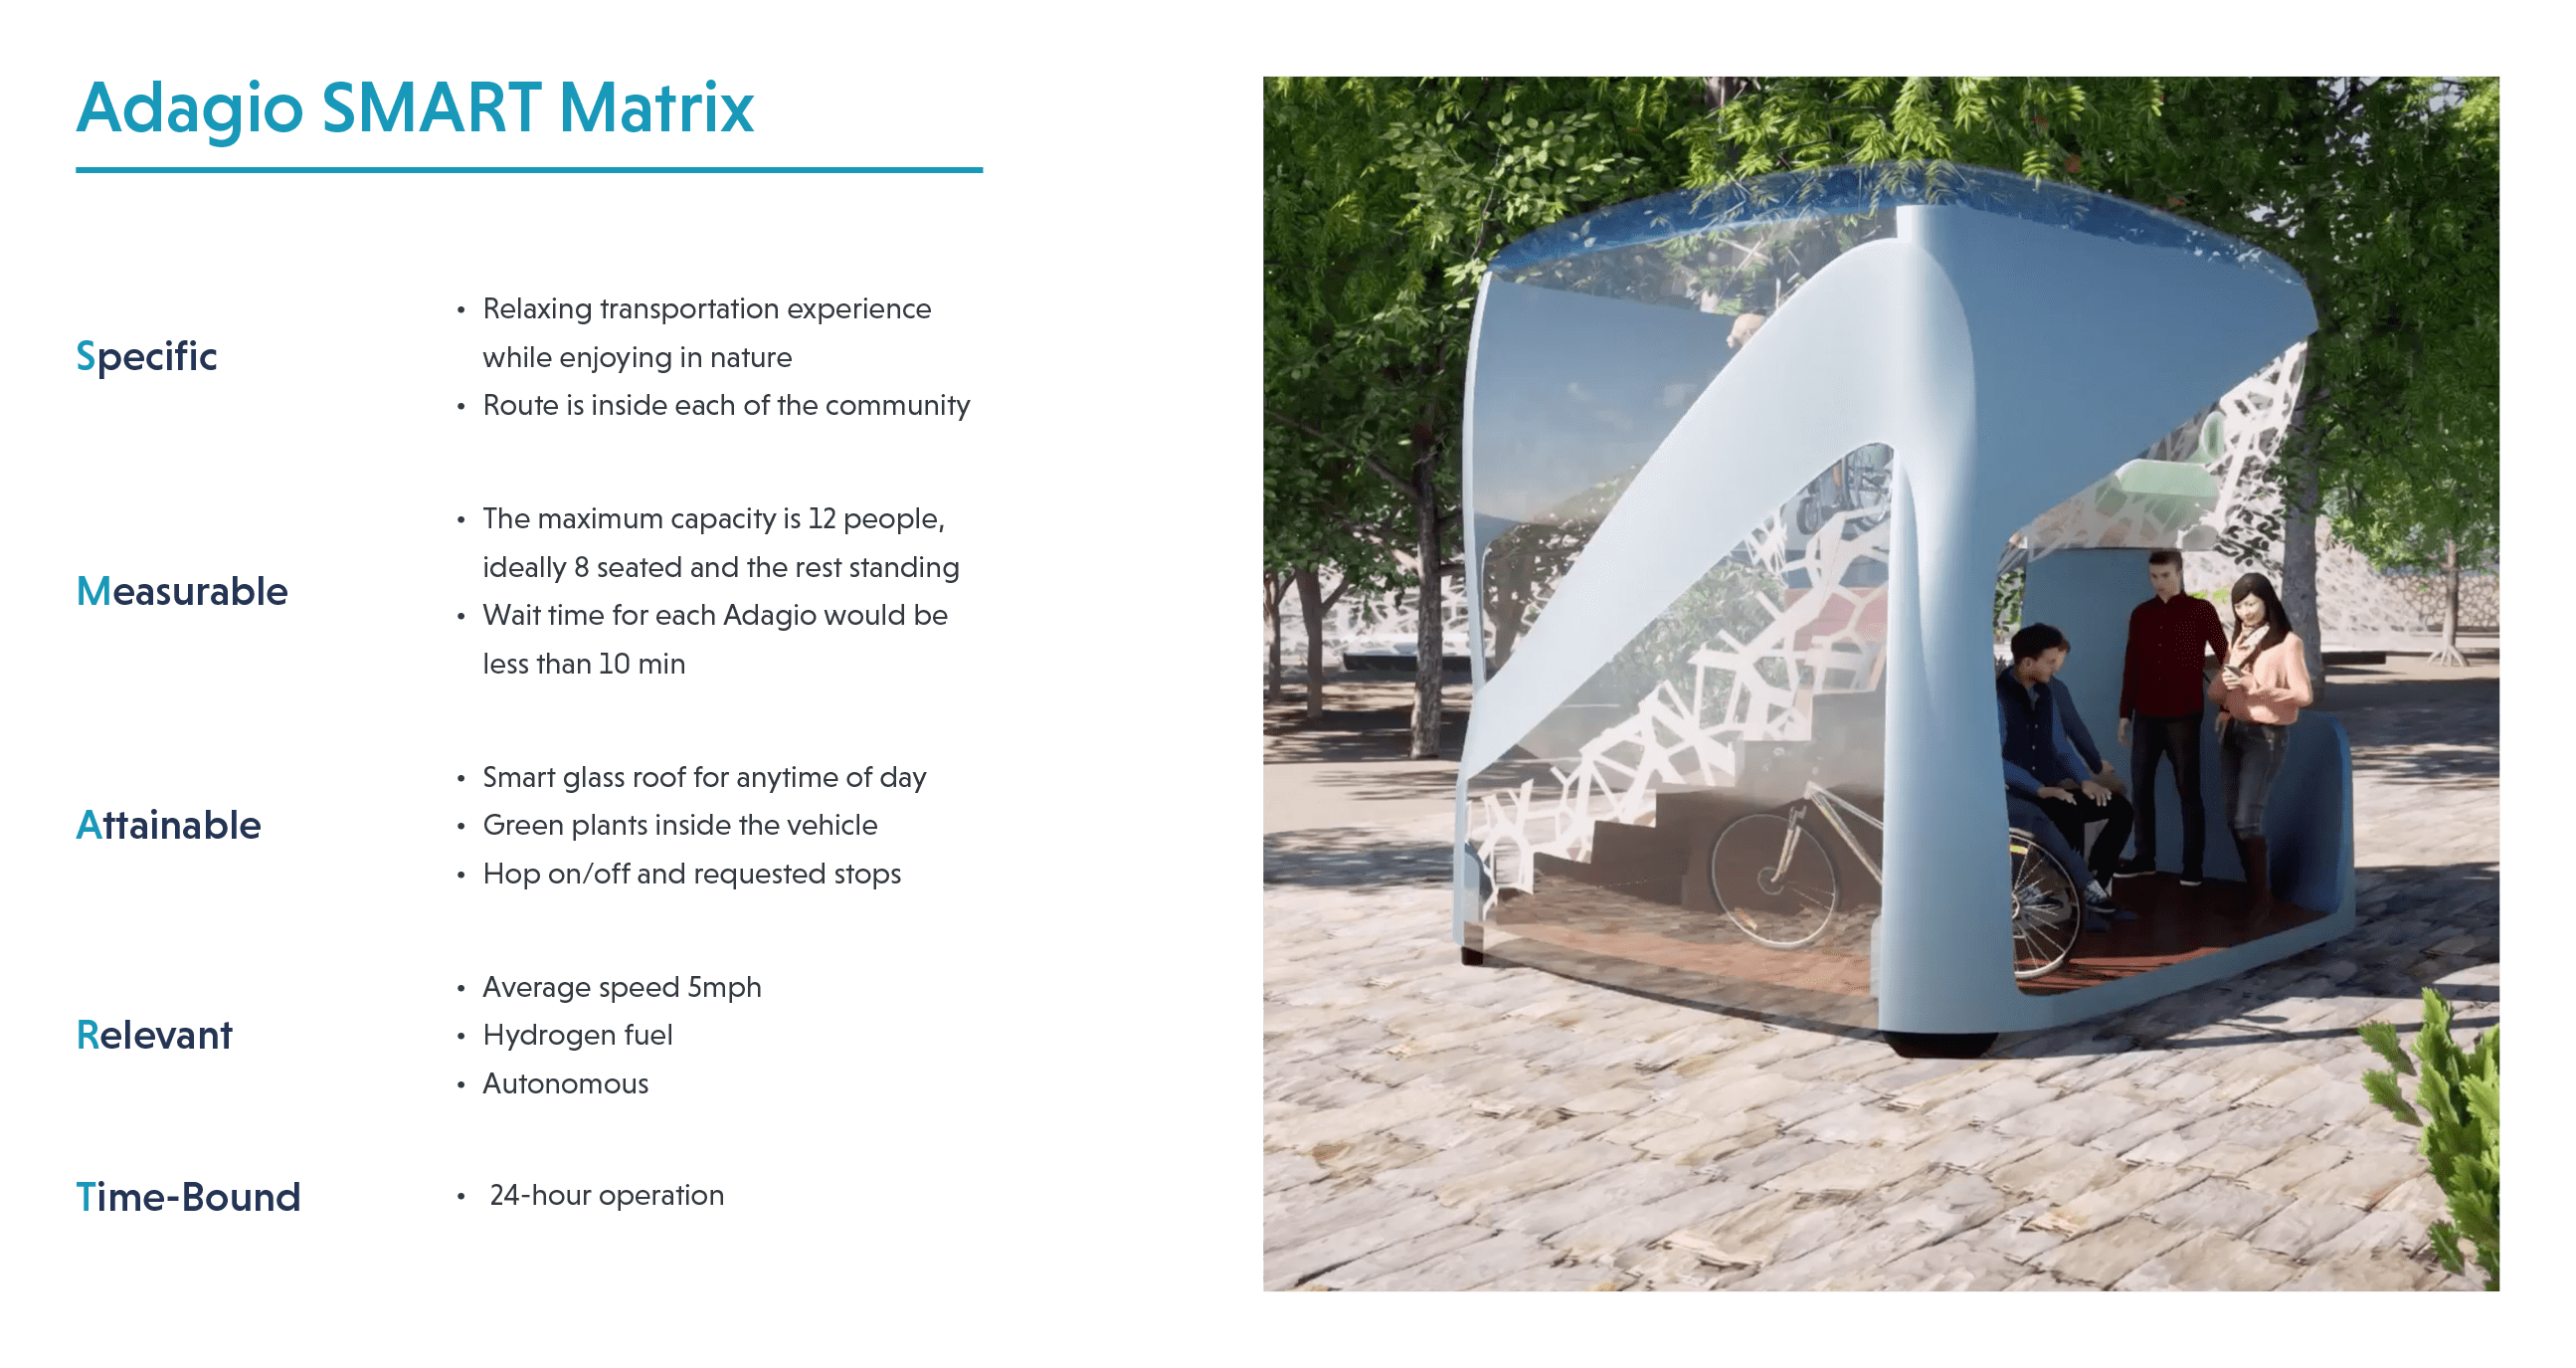 Adagio SMART Matrix
Specific
• Relaxing transportation experience
while enjoying in nature
• Route is inside each of the community
Measurable
• The maximum capacity is 12 people,
ideally 8 seated and the rest standing
• Wait time for each Adagio would be
less than 10 min
Attainable
• Smart glass roof for anytime of day
• Green plants inside the vehicle
• Hop on/off and requested stops
Relevant
• Average speed 5mph
• Hydrogen fuel
• Autonomous
Time-Bound
• 24-hour operation